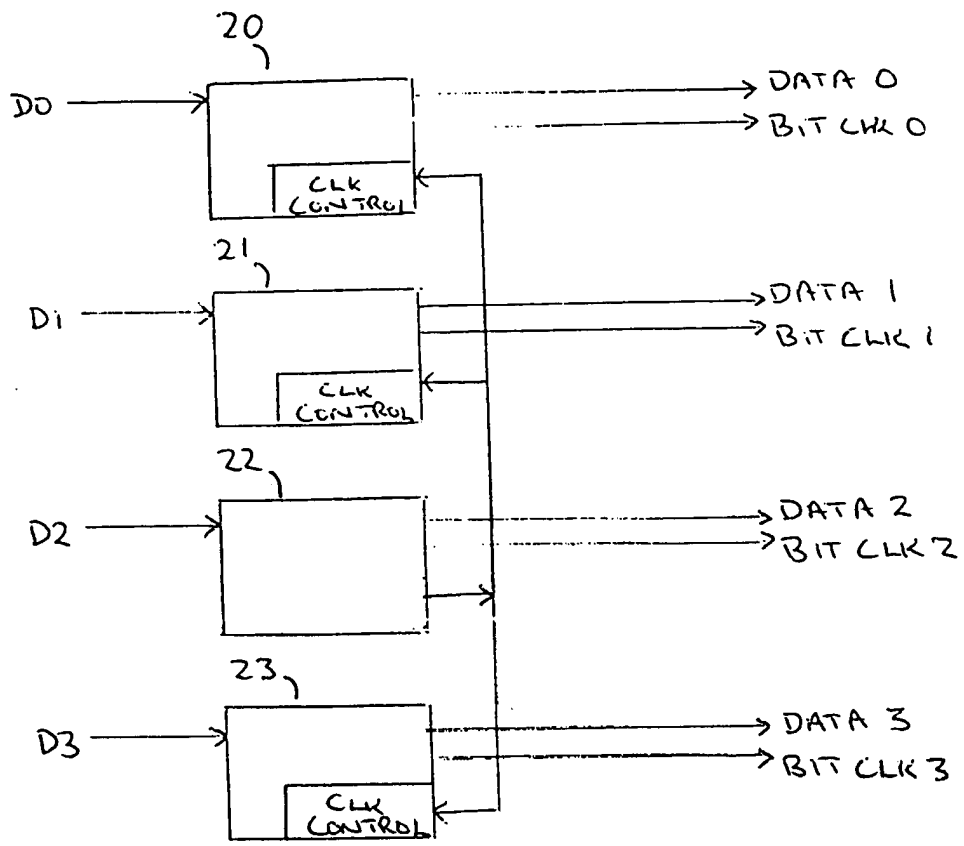 20
D0
DATA 0
BIT CLK 0
CLK
CONTROL
21
D1
DATA 1
BIT CLK 1
CLK
CONTROL
22
D2
DATA 2
BIT CLK 2
23
D3
DATA 3
BIT CLK 3
CLK
CONTROL